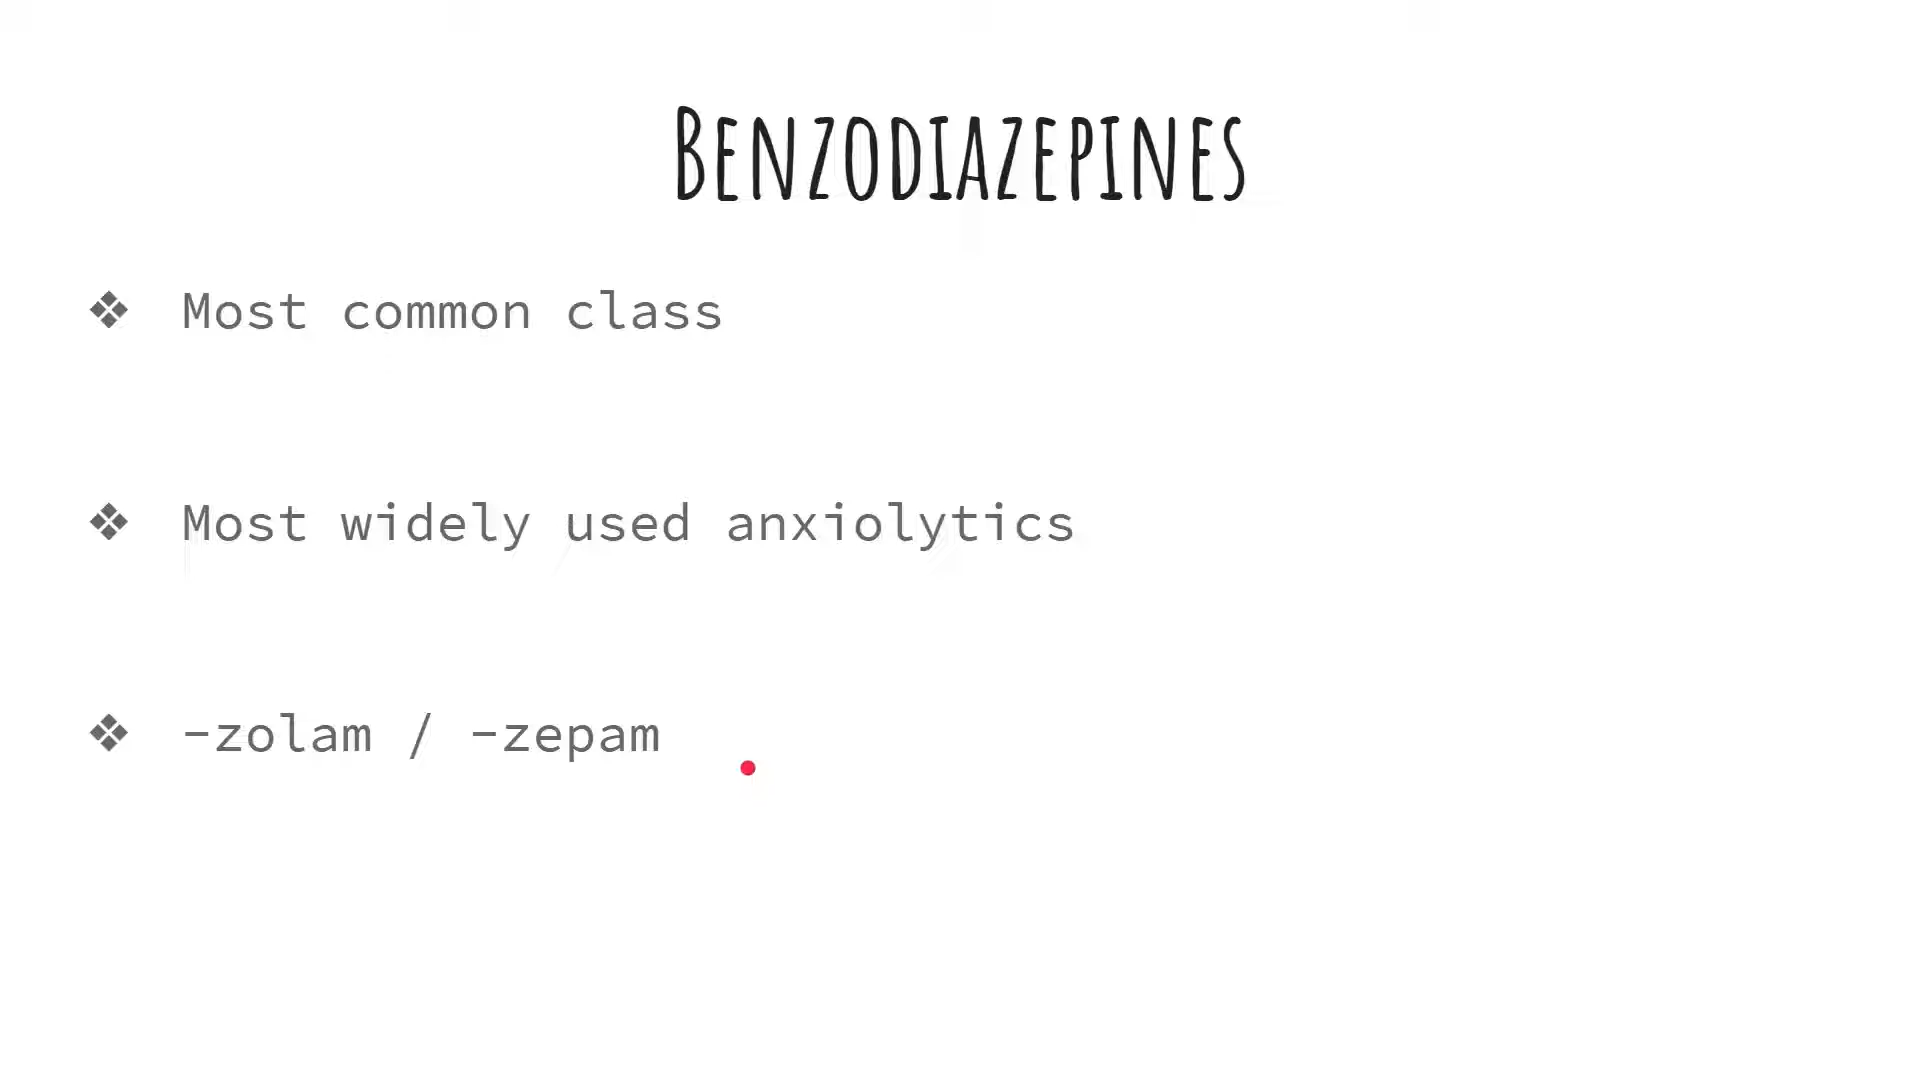 Benzodiazepines
❖ Most common class
❖ Most widely used anxiolytics
❖ -zolam / -zepam